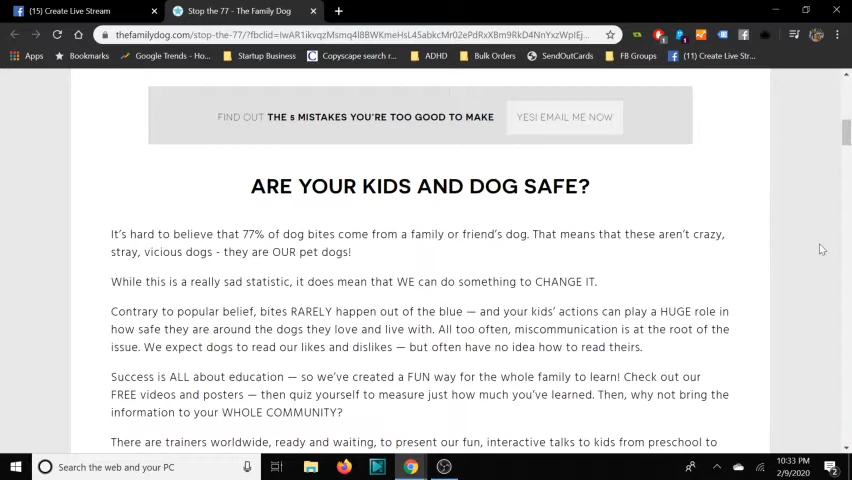 (15) Create Live Stream
Stop the 77 - The Family Dog
Apps
Bookmarks
Google Trends - Hom...
Startup Business
Copyscape search r...
ADHD
Bulk Orders
SendOutCards
FB Groups
(11) Create Live Str...
FIND OUT THE 5 MISTAKES YOU'RE TOO GOOD TO MAKE
YES! EMAIL ME NOW
ARE YOUR KIDS AND DOG SAFE?
It's hard to believe that 77% of dog bites come from a family or friend's dog. That means that these aren't crazy,
stray, vicious dogs - they are OUR pet dogs!
While this is a really sad statistic, it does mean that WE can do something to CHANGE IT.
Contrary to popular belief, bites RARELY happen out of the blue — and your kids' actions can play a HUGE role in
how safe they are around the dogs they love and live with. All too often, miscommunication is at the root of the
issue. We expect dogs to read our likes and dislikes — but often have no idea how to read theirs.
Success is ALL about education — so we've created a FUN way for the whole family to learn! Check out our
FREE videos and posters — then quiz yourself to measure just how much you've learned. Then, why not bring the
information to your WHOLE COMMUNITY?
There are trainers worldwide, ready and waiting, to present our fun, interactive talks to kids from preschool to
Search the web and your PC
10:33 PM
2/9/2020